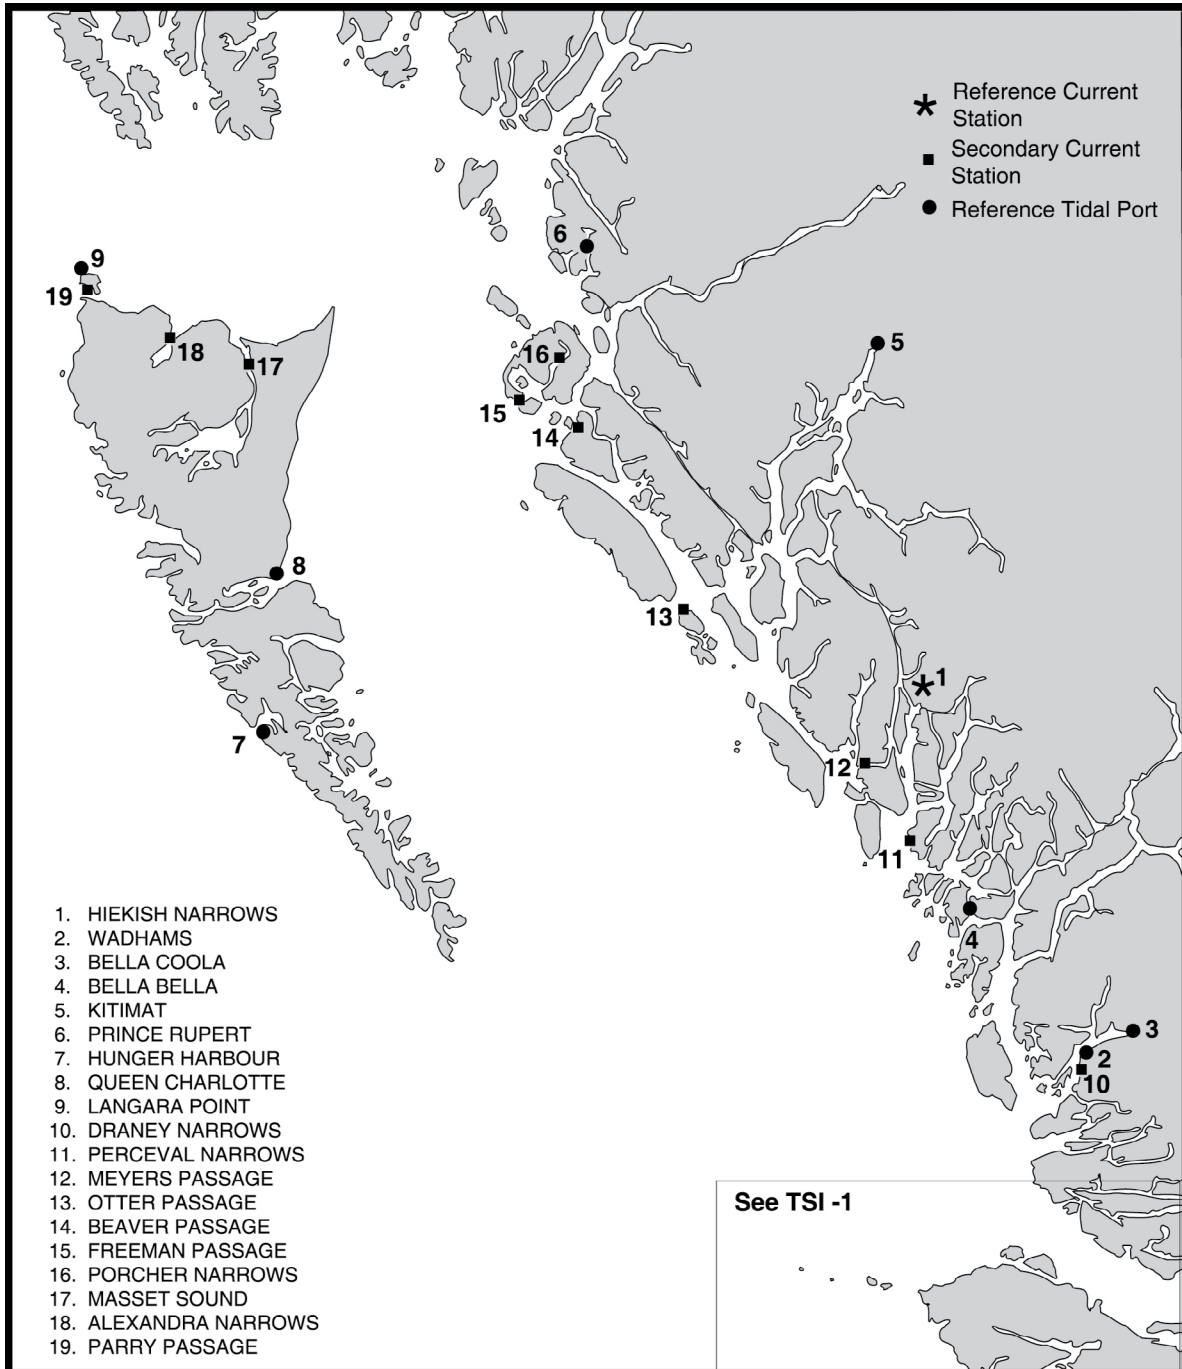 Reference Current
Station
Secondary Current
Station
Reference Tidal Port
6
9
19
18
17
16
15
14
5
8
13
1
7
12
11
4
3
2
10
1. HIEKISH NARROWS
2. WADHAMS
3. BELLA COOLA
4. BELLA BELLA
5. KITIMAT
6. PRINCE RUPERT
7. HUNGER HARBOUR
8. QUEEN CHARLOTTE
9. LANGARA POINT
10. DRANEY NARROWS
11. PERCEVAL NARROWS
12. MEYERS PASSAGE
13. OTTER PASSAGE
14. BEAVER PASSAGE
15. FREEMAN PASSAGE
16. PORCHER NARROWS
17. MASSET SOUND
18. ALEXANDRA NARROWS
19. PARRY PASSAGE
See TSI -1